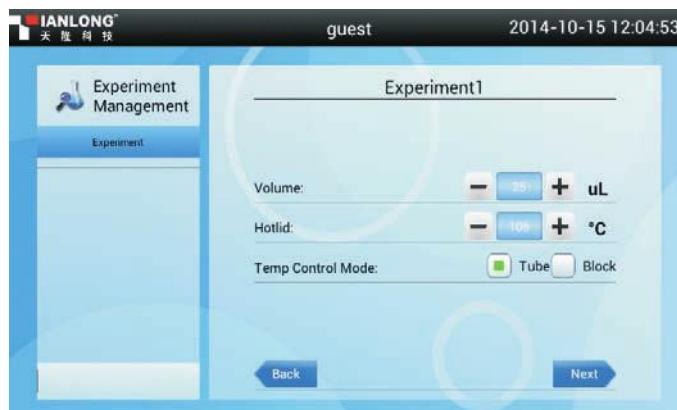 TIANLONG
天隆科技
guest
2014-10-15 12:04:53
Experiment
Management
Experiment
Experiment1
Volume: 25 uL
Hotlid: 105 °C
Temp Control Mode: Tube Block
Back Next